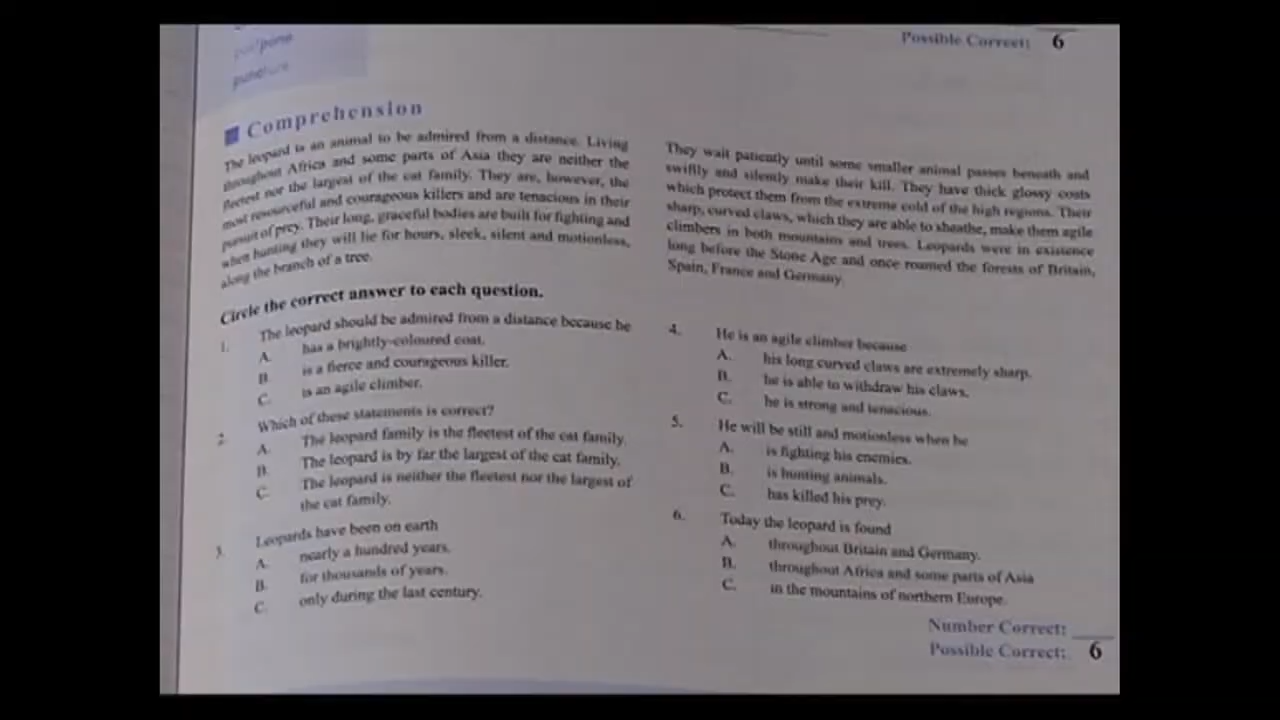 puncture
Possible Correct: 6
Comprehension
The leopard is an animal to be admired from a distance. Living
throughout Africa and some parts of Asia they are neither the
fleetest nor the largest of the cat family. They are, however, the
most resourceful and courageous killers and are tenacious in their
pursuit of prey. Their long, graceful bodies are built for fighting and
when hunting they will lie for hours, sleek, silent and motionless,
along the branch of a tree.
They wait patiently until some smaller animal passes beneath and
swiftly and silently make their kill. They have thick glossy coats
which protect them from the extreme cold of the high regions. Their
sharp, curved claws, which they are able to sheathe, make them agile
climbers in both mountains and trees. Leopards were in existence
long before the Stone Age and once roamed the forests of Britain,
Spain, France and Germany.
Circle the correct answer to each question.
1. The leopard should be admired from a distance because he
A. has a brightly-coloured coat.
B. is a fierce and courageous killer.
C. is an agile climber.
2. Which of these statements is correct?
A. The leopard family is the fleetest of the cat family.
B. The leopard is by far the largest of the cat family.
C. The leopard is neither the fleetest nor the largest of
the cat family.
3. Leopards have been on earth
A. nearly a hundred years.
B. for thousands of years.
C. only during the last century.
4. He is an agile climber because
A. his long curved claws are extremely sharp.
B. he is able to withdraw his claws.
C. he is strong and tenacious.
5. He will be still and motionless when he
A. is fighting his enemies.
B. is hunting animals.
C. has killed his prey.
6. Today the leopard is found
A. throughout Britain and Germany.
B. throughout Africa and some parts of Asia
C. in the mountains of northern Europe.
Number Correct:
Possible Correct: 6